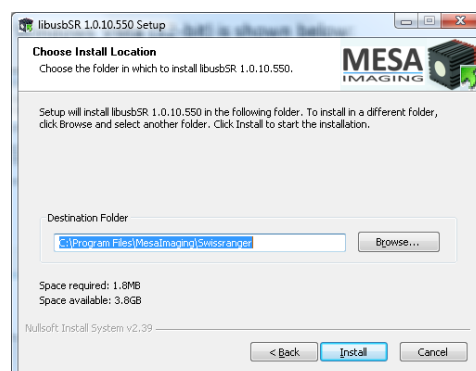 libusbSR 1.0.10.550 Setup
Choose Install Location
Choose the folder in which to install libusbSR 1.0.10.550.
MESA
IMAGING
Setup will install libusbSR 1.0.10.550 in the following folder. To install in a different folder,
click Browse and select another folder. Click Install to start the installation.
Destination Folder
C:\Program Files\MesaImaging\Swissranger
Browse...
Space required: 1.8MB
Space available: 3.8GB
Nullsoft Install System v2.39
< Back
Install
Cancel